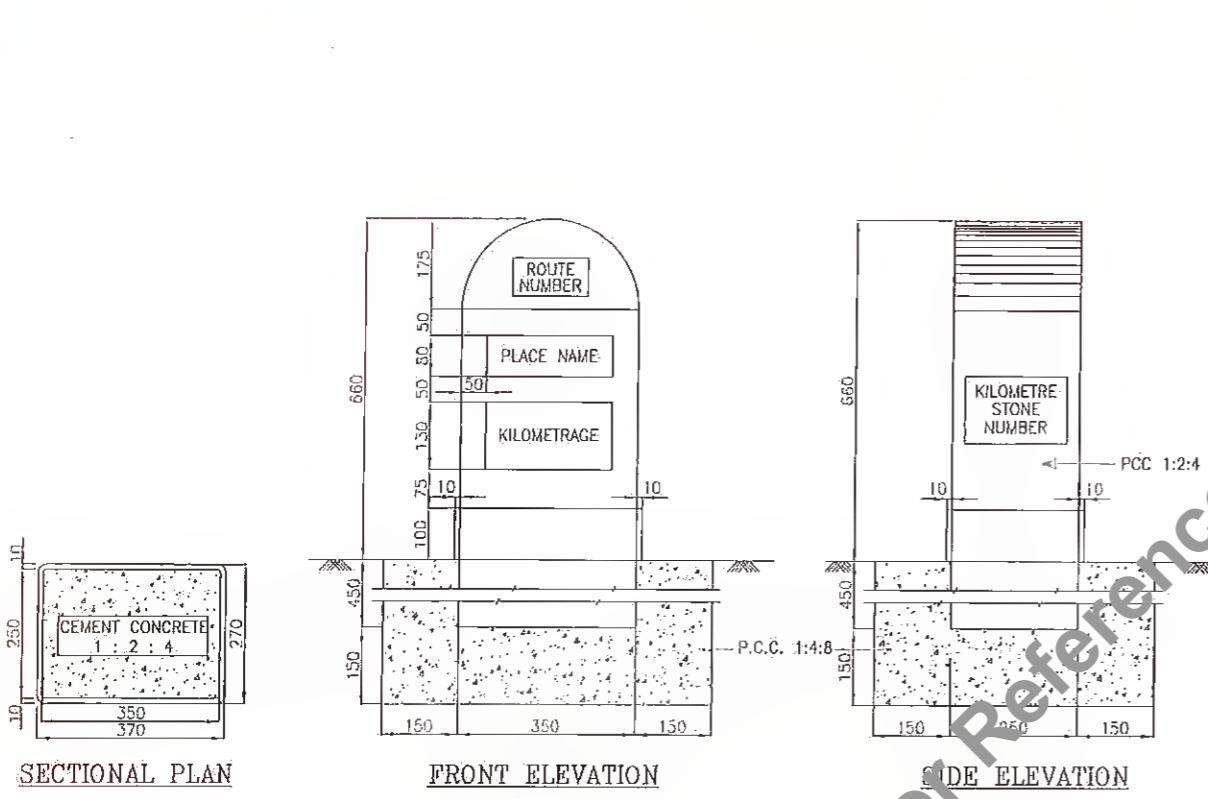 10
250
10
CEMENT CONCRETE
1 : 2 : 4
270
350
370
SECTIONAL PLAN
660
175
50
80
50
130
75
100
450
150
ROUTE
NUMBER
PLACE NAME
50
KILOMETRAGE
10
10
P.C.C. 1:4:8
150
350
150
FRONT ELEVATION
660
450
150
KILOMETRE
STONE
NUMBER
PCC 1:2:4
10
10
150
150
ELEVATION
Reference